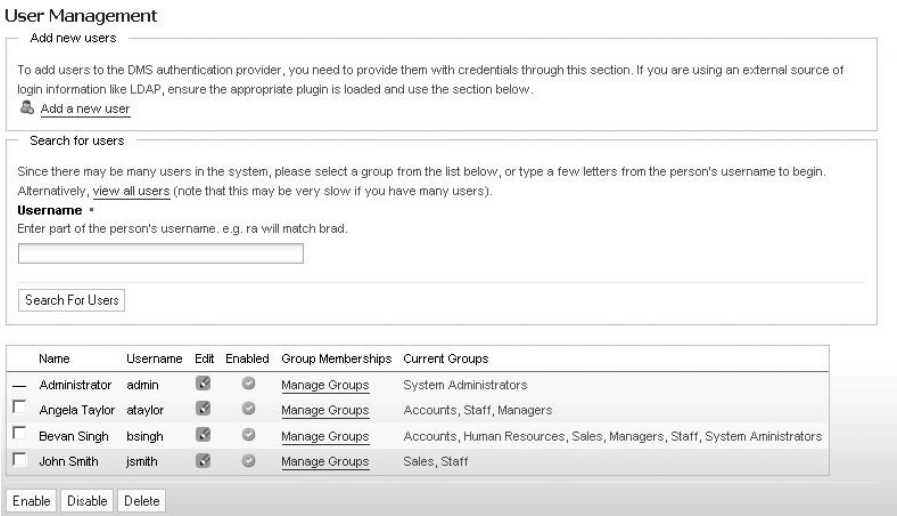 User Management
Add new users
To add users to the DMS authentication provider, you need to provide them with credentials through this section. If you are using an external source of
login information like LDAP, ensure the appropriate plugin is loaded and use the section below.
Add a new user
Search for users
Since there may be many users in the system, please select a group from the list below, or type a few letters from the person's username to begin.
Alternatively, view all users (note that this may be very slow if you have many users).
Username *
Enter part of the person's username. e.g. ra will match brad.
Search For Users
Name Username Edit Enabled Group Memberships Current Groups
— Administrator admin Manage Groups System Administrators
Angela Taylor ataylor Manage Groups Accounts, Staff, Managers
Bevan Singh bsingh Manage Groups Accounts, Human Resources, Sales, Managers, Staff, System Aministrators
John Smith jsmith Manage Groups Sales, Staff
Enable Disable Delete